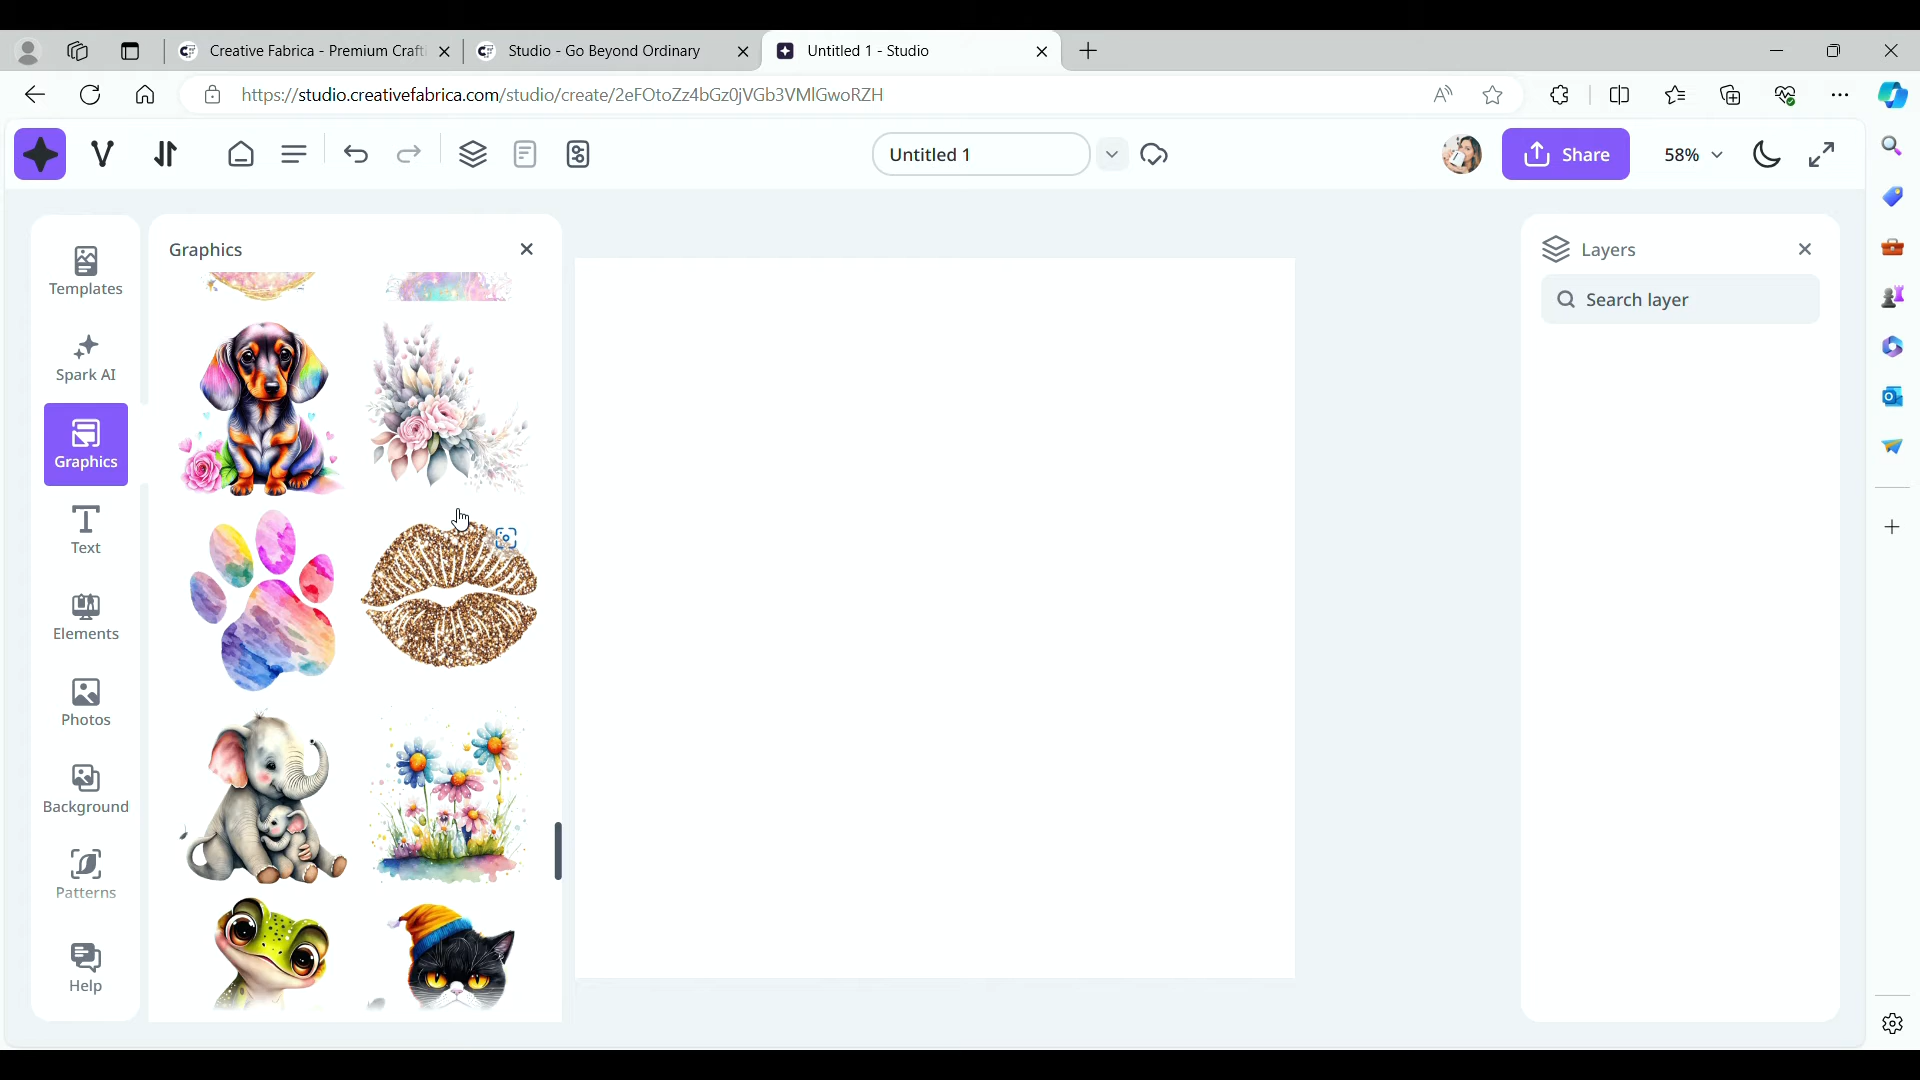 Creative Fabrica - Premium Crafti
Studio - Go Beyond Ordinary
Untitled 1 - Studio
https://studio.creativefabrica.com/studio/create/2eFOtoZz4bGz0jVGb3VMlGwoRZH
Untitled 1
Share
58%
Templates
Spark AI
Graphics
Text
Elements
Photos
Background
Patterns
Help
Graphics
Layers
Search layer